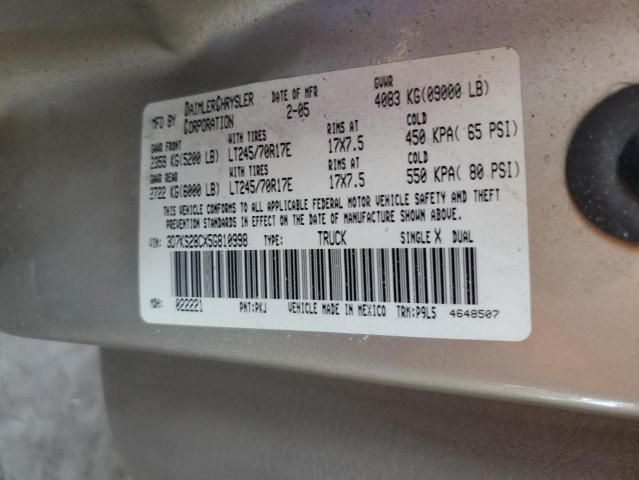 MFD BY DAIMLERCHRYSLER CORPORATION DATE OF MFR 2-05 GVWR 4083 KG(09000 LB)
GAWR FRONT WITH TIRES RIMS AT COLD
2359 KG(5200 LB) LT245/70R17E 17X7.5 450 KPA( 65 PSI)
GAWR REAR WITH TIRES RIMS AT COLD
2722 KG(6000 LB) LT245/70R17E 17X7.5 550 KPA( 80 PSI)
THIS VEHICLE CONFORMS TO ALL APPLICABLE FEDERAL MOTOR VEHICLE SAFETY AND THEFT
PREVENTION STANDARDS IN EFFECT ON THE DATE OF MANUFACTURE SHOWN ABOVE.
VIN: 3D7KS28CX5G810998 TYPE: TRUCK SINGLE X DUAL
MDH: 022221 PNT:PKJ VEHICLE MADE IN MEXICO TRM:P9L5 4648507